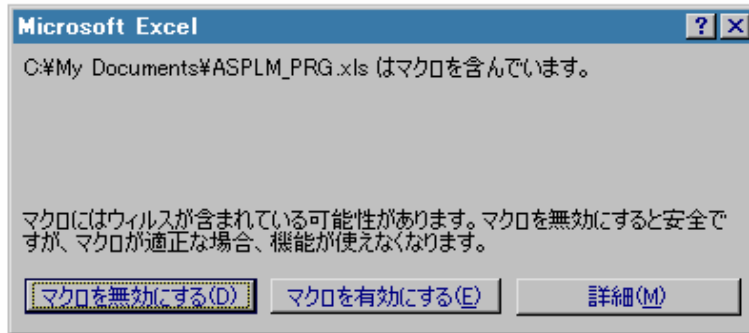 Microsoft Excel
C:¥My Documents¥ASPLM_PRG.xls はマクロを含んでいます。
マクロにはウィルスが含まれている可能性があります。マクロを無効にすると安全で
すが、マクロが適正な場合、機能が使えなくなります。
マクロを無効にする(D) マクロを有効にする(E) 詳細(M)